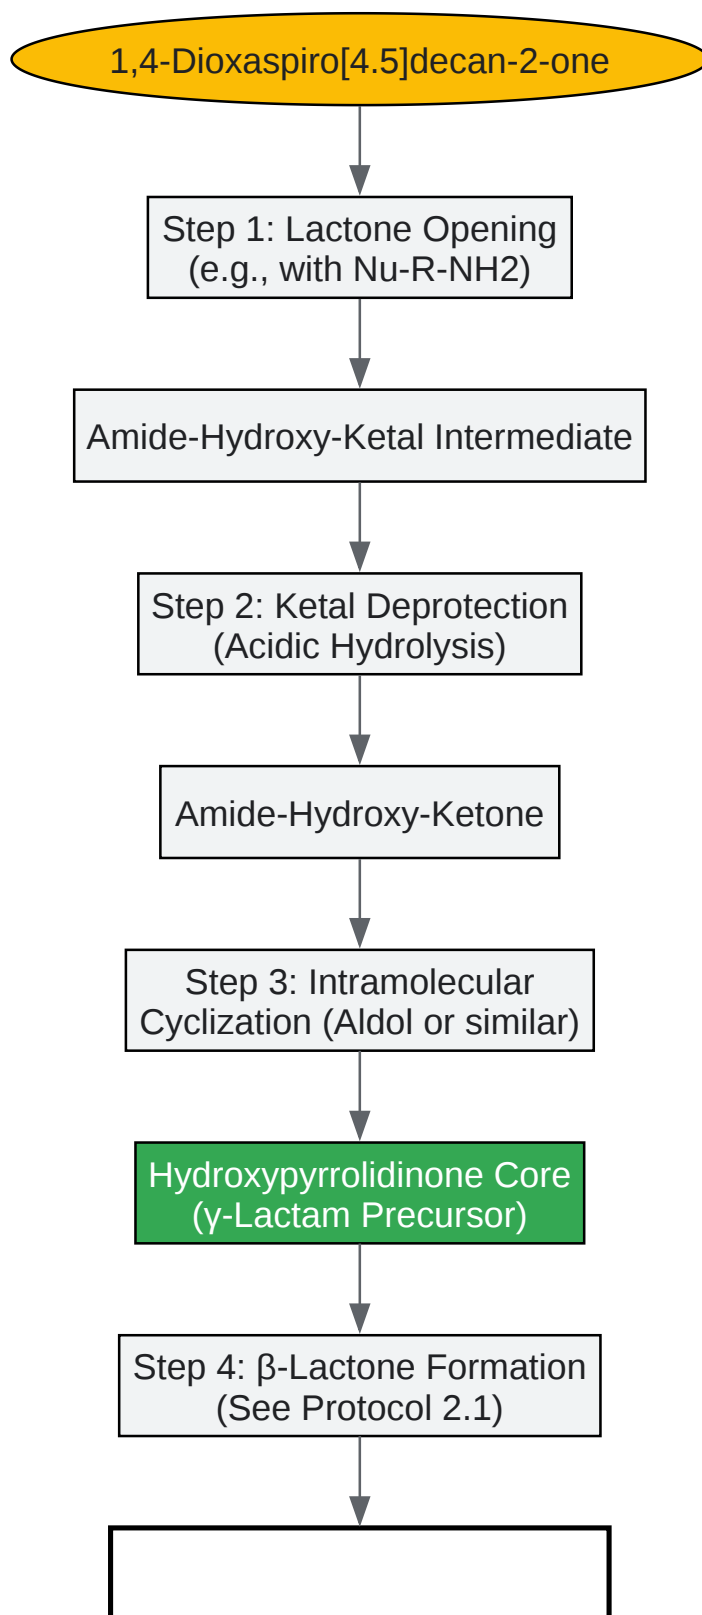 1,4-Dioxaspiro[4.5]decan-2-one
Step 1: Lactone Opening
(e.g., with Nu-R-NH2)
Amide-Hydroxy-Ketal Intermediate
Step 2: Ketal Deprotection
(Acidic Hydrolysis)
Amide-Hydroxy-Ketone
Step 3: Intramolecular
Cyclization (Aldol or similar)
Hydroxypyrrolidinone Core
(γ-Lactam Precursor)
Step 4: β-Lactone Formation
(See Protocol 2.1)